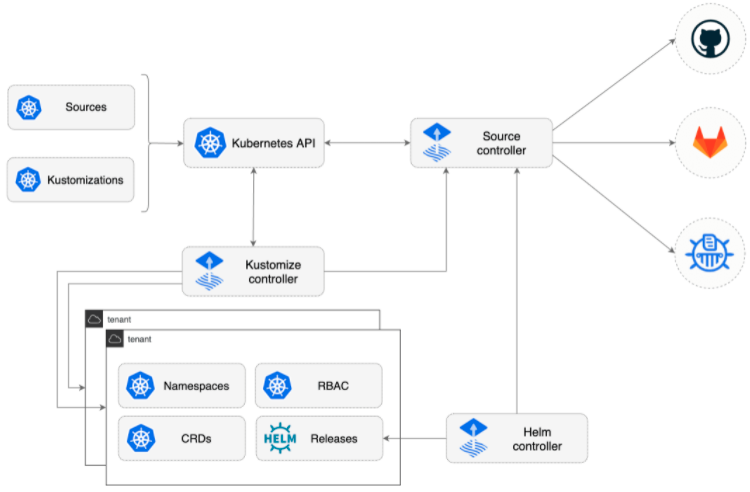 Sources
Kustomizations
Kubernetes API
Source
controller
Kustomize
controller
tenant
tenant
Namespaces
RBAC
CRDs
HELM
Releases
Helm
controller